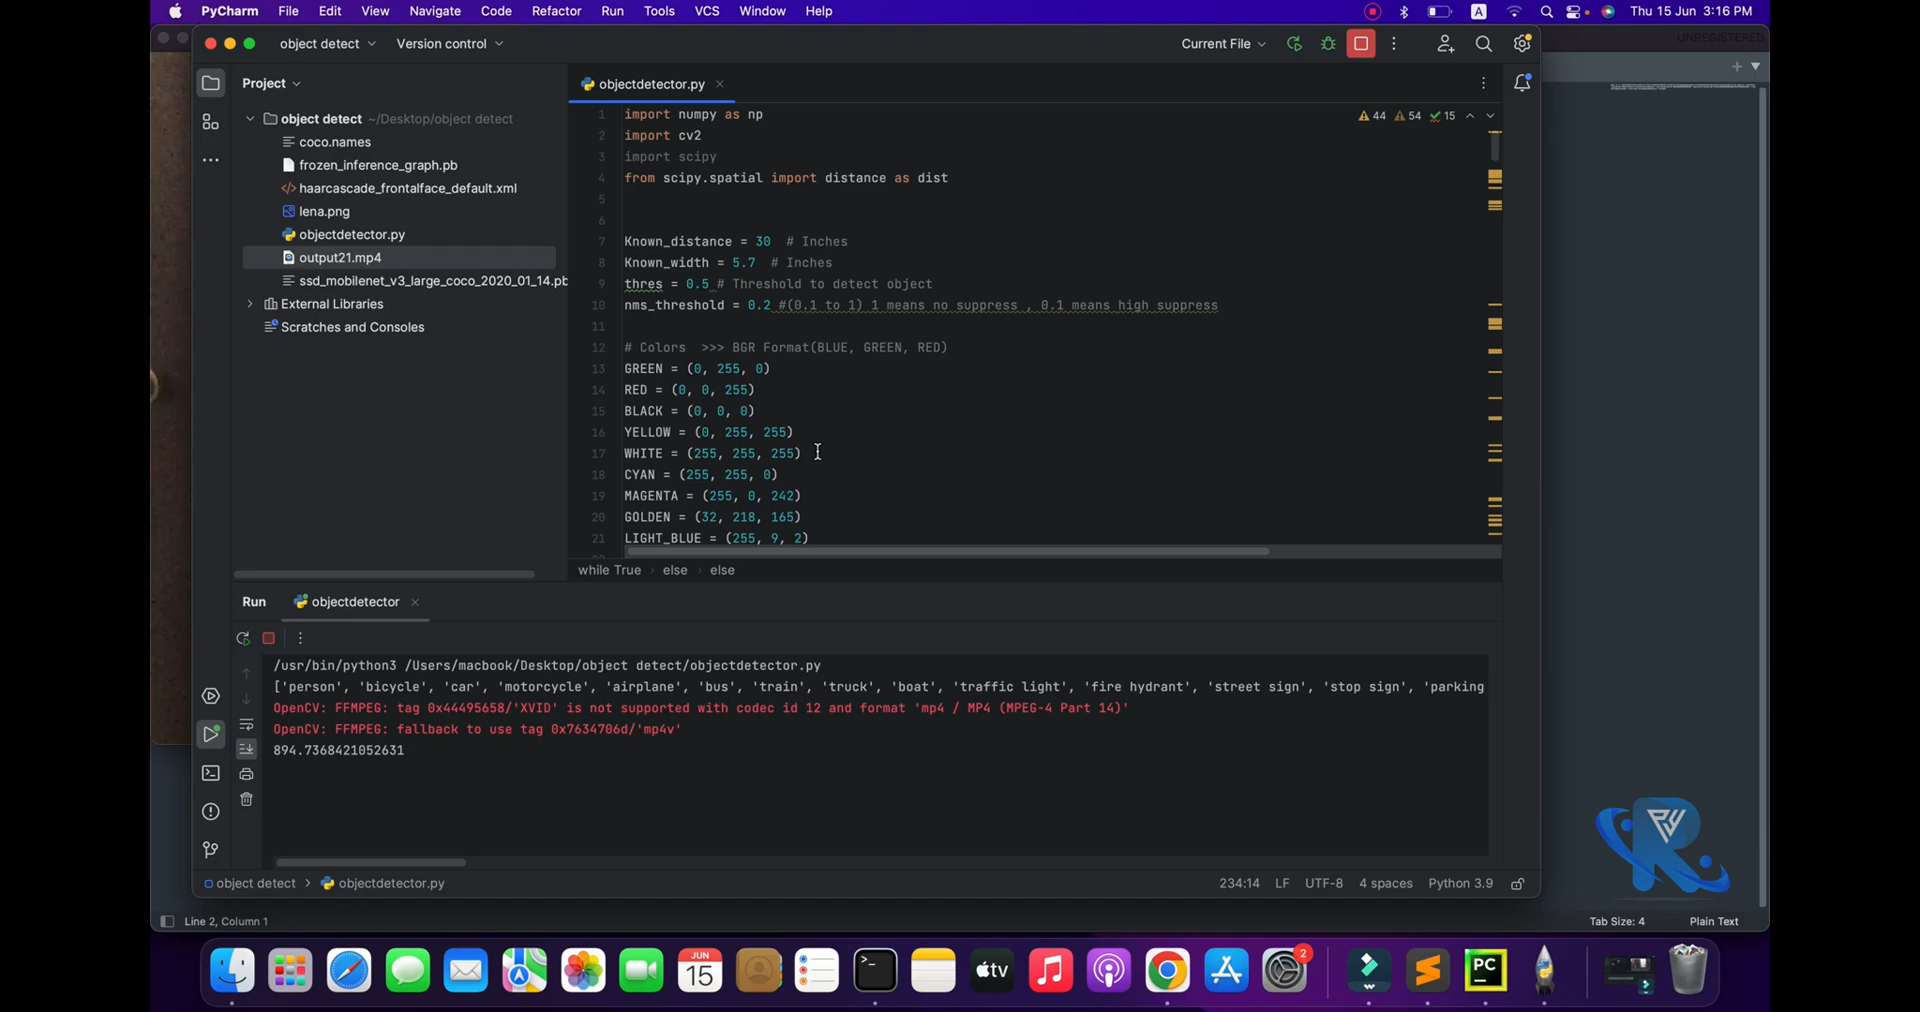 PyCharm File Edit View Navigate Code Refactor Run Tools VCS Window Help
A Thu 15 Jun 3:16 PM
UNREGISTERED
object detect Version control Current File
Project
objectdetector.py
object detect ~/Desktop/object detect
coco.names
frozen_inference_graph.pb
haarcascade_frontalface_default.xml
lena.png
objectdetector.py
output21.mp4
ssd_mobilenet_v3_large_coco_2020_01_14.pb
External Libraries
Scratches and Consoles
44 54 15
1 import numpy as np
2 import cv2
3 import scipy
4 from scipy.spatial import distance as dist
5
6
7 Known_distance = 30 # Inches
8 Known_width = 5.7 # Inches
9 thres = 0.5 # Threshold to detect object
10 nms_threshold = 0.2 #(0.1 to 1) 1 means no suppress , 0.1 means high suppress
11
12 # Colors >>> BGR Format(BLUE, GREEN, RED)
13 GREEN = (0, 255, 0)
14 RED = (0, 0, 255)
15 BLACK = (0, 0, 0)
16 YELLOW = (0, 255, 255)
17 WHITE = (255, 255, 255)
18 CYAN = (255, 255, 0)
19 MAGENTA = (255, 0, 242)
20 GOLDEN = (32, 218, 165)
21 LIGHT_BLUE = (255, 9, 2)
while True > else > else
Run objectdetector
/usr/bin/python3 /Users/macbook/Desktop/object detect/objectdetector.py
['person', 'bicycle', 'car', 'motorcycle', 'airplane', 'bus', 'train', 'truck', 'boat', 'traffic light', 'fire hydrant', 'street sign', 'stop sign', 'parking
OpenCV: FFMPEG: tag 0x44495658/'XVID' is not supported with codec id 12 and format 'mp4 / MP4 (MPEG-4 Part 14)'
OpenCV: FFMPEG: fallback to use tag 0x7634706d/'mp4v'
894.7368421052631
object detect > objectdetector.py
234:14 LF UTF-8 4 spaces Python 3.9
Line 2, Column 1
Tab Size: 4 Plain Text
JUN
15
tv
2
PC